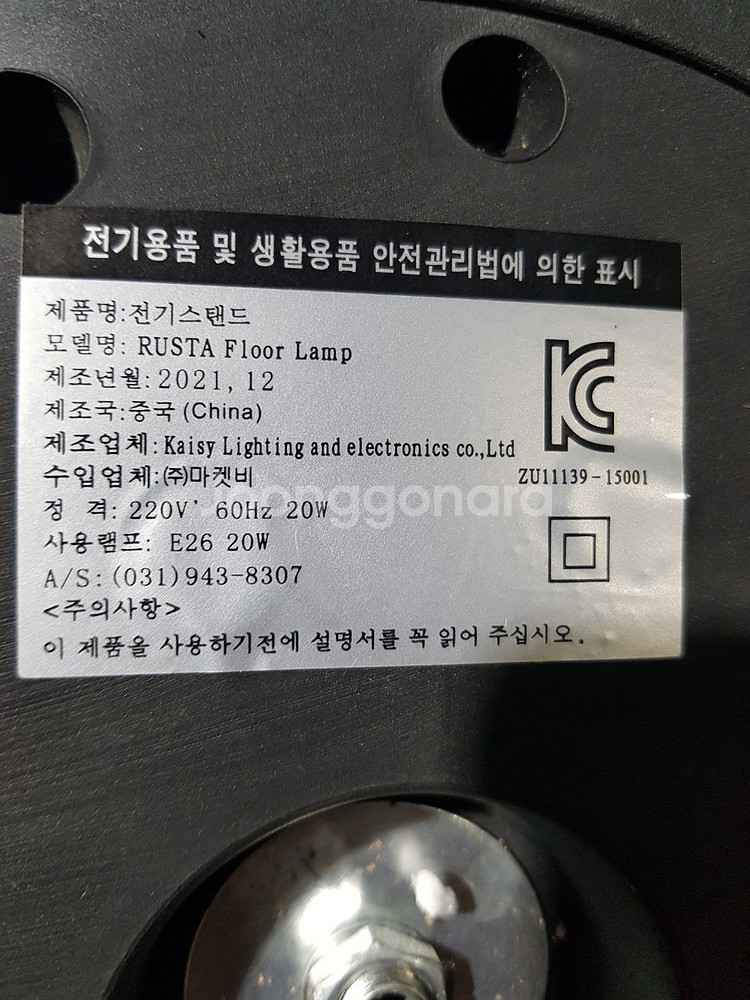 전기용품 및 생활용품 안전관리법에 의한 표시
제품명:전기스탠드
모델명: RUSTA Floor Lamp
제조년월:2021, 12
제조국:중국 (China)
제조업체:Kaisy Lighting and electronics co.,Ltd
수입업체:㈜마켓비
ZU11139-15001
정 격: 220V' 60Hz 20W
joonggonara
사용램프: E26 20W
A/S:(031)943-8307
<주의사항>
이 제품을 사용하기전에 설명서를 꼭 읽어 주십시오.